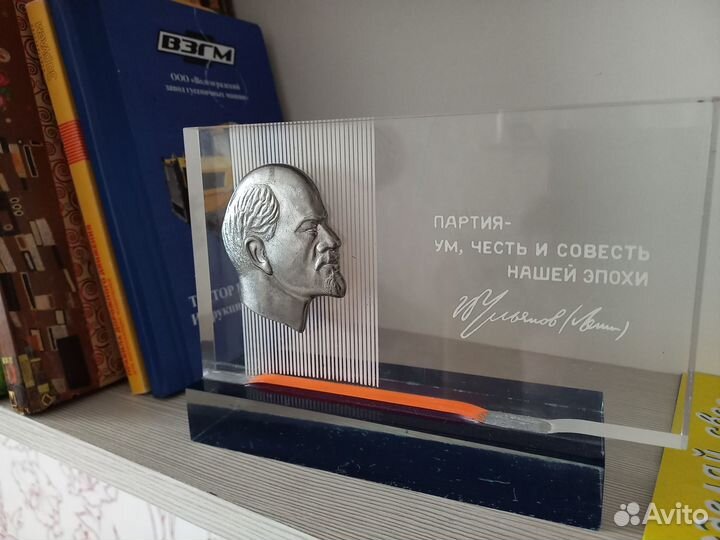 ВЗГМ
ООО «Волгоградский
завод гусеничных машин»
ПАРТИЯ-
УМ, ЧЕСТЬ И СОВЕСТЬ
НАШЕЙ ЭПОХИ
В Ульянов (Ленин)
Avito